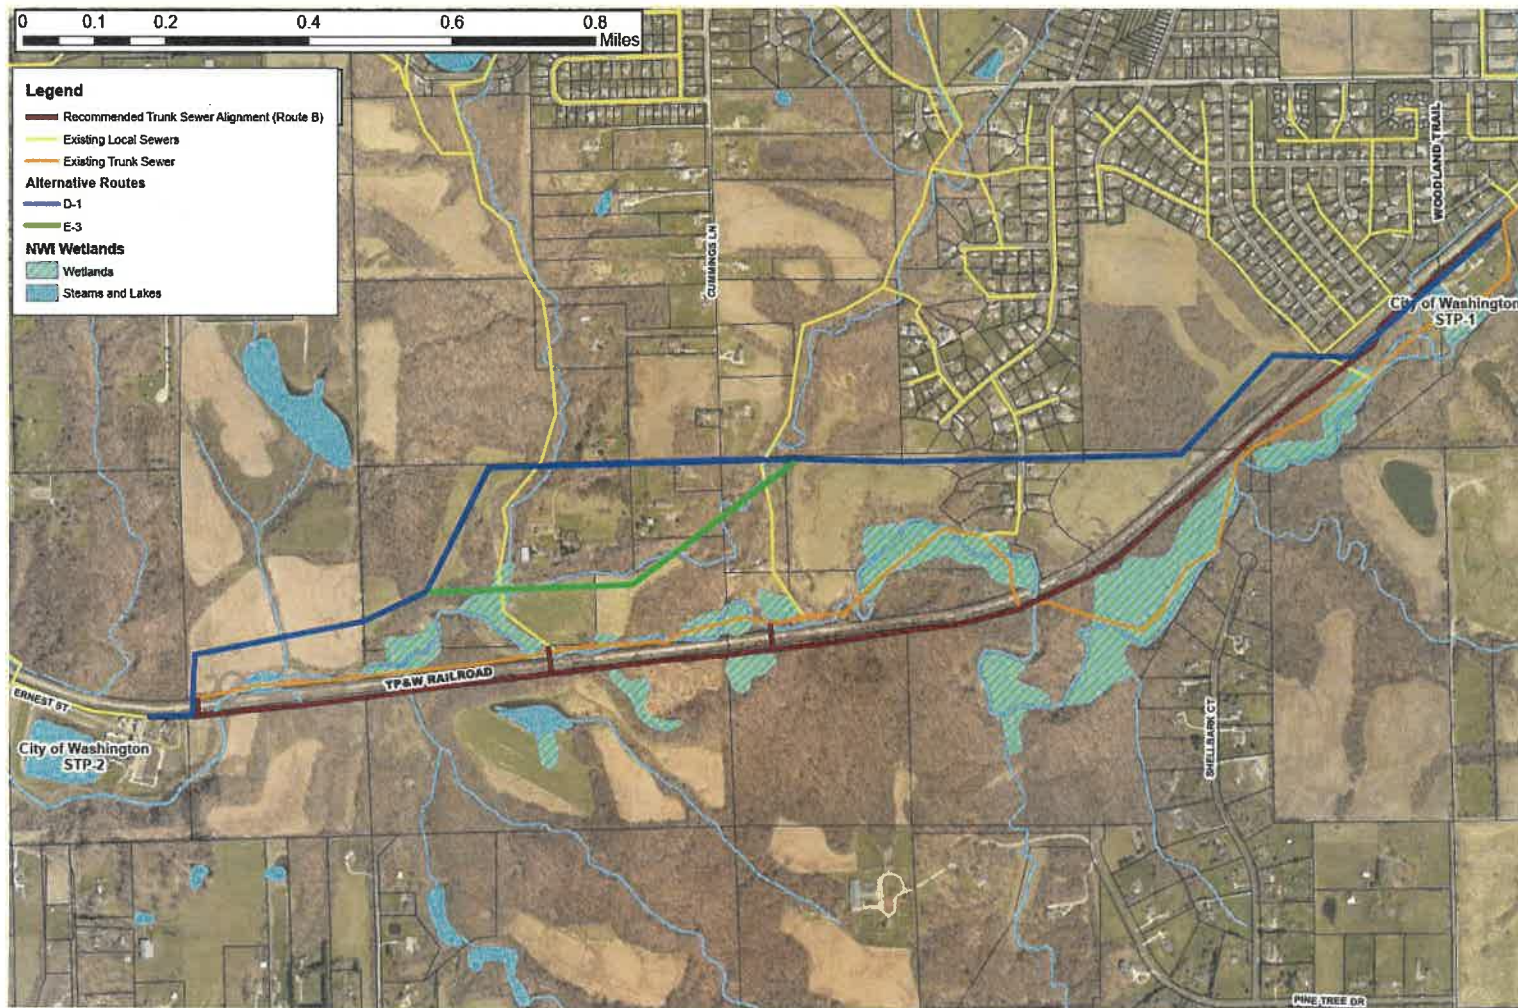 0 0.1 0.2 0.4 0.6 0.8
Miles
Legend
Recommended Trunk Sewer Alignment (Route B)
Existing Local Sewers
Existing Trunk Sewer
Alternative Routes
D-1
E-3
NWI Wetlands
Wetlands
Steams and Lakes
CUMMINGS LN
WOODLAND TRAIL
City of Washington
STP-1
TP&W RAILROAD
ERNEST ST
City of Washington
STP-2
SHELLBARK CT
PINE TREE DR